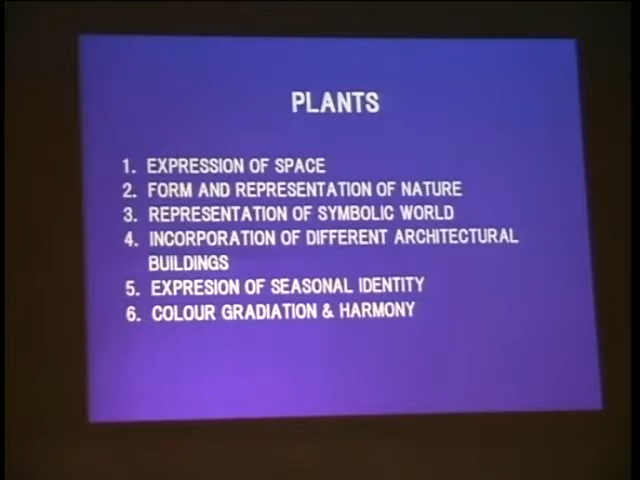 PLANTS
1. EXPRESSION OF SPACE
2. FORM AND REPRESENTATION OF NATURE
3. REPRESENTATION OF SYMBOLIC WORLD
4. INCORPORATION OF DIFFERENT ARCHITECTURAL
BUILDINGS
5. EXPRESION OF SEASONAL IDENTITY
6. COLOUR GRADIATION & HARMONY